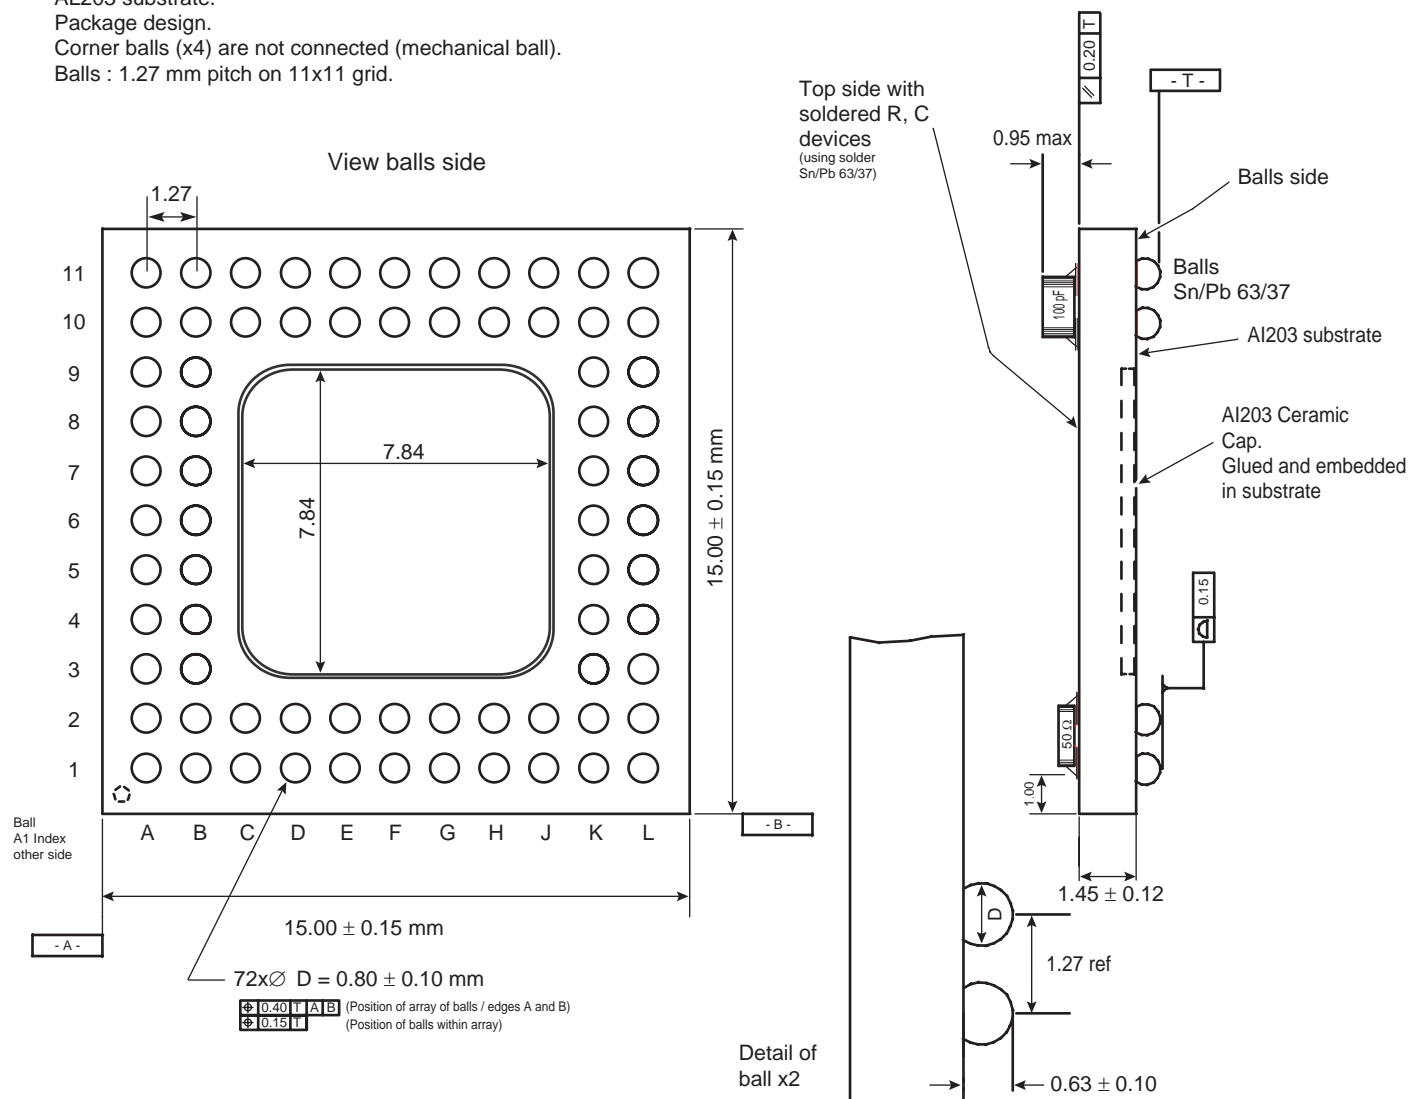 AL203 substrate.
Package design.
Corner balls (x4) are not connected (mechanical ball).
Balls : 1.27 mm pitch on 11x11 grid.
View balls side
1.27
11
10
9
8
7
6
5
4
3
2
1
7.84
7.84
15.00 ± 0.15 mm
Ball
A1 Index
other side
A B C D E F G H J K L
- B -
15.00 ± 0.15 mm
- A -
72x∅ D = 0.80 ± 0.10 mm
⌖ 0.40 T A B (Position of array of balls / edges A and B)
⌖ 0.15 T (Position of balls within array)
Top side with
soldered R, C
devices
(using solder
Sn/Pb 63/37)
0.95 max
⫽ 0.20 T
- T -
Balls side
Balls
Sn/Pb 63/37
100 pF
Al203 substrate
Al203 Ceramic
Cap.
Glued and embedded
in substrate
0.15
50 Ω
1.00
1.45 ± 0.12
D
1.27 ref
Detail of
ball x2
0.63 ± 0.10